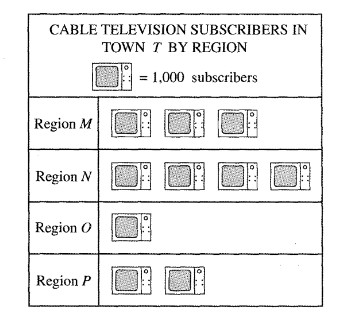 CABLE TELEVISION SUBSCRIBERS IN
TOWN T BY REGION
= 1,000 subscribers
Region M
Region N
Region O
Region P